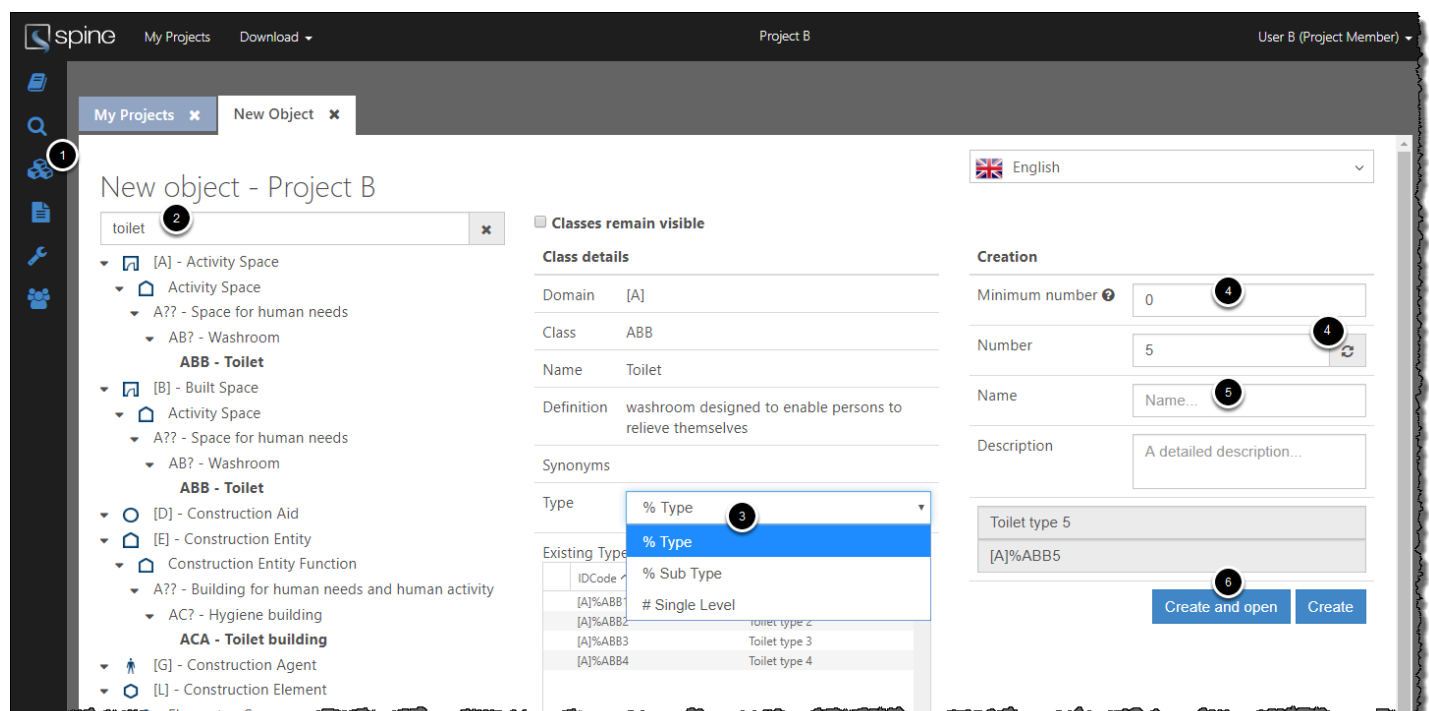 spine My Projects Download Project B User B (Project Member)
My Projects New Object
1
English
New object - Project B
toilet 2
Classes remain visible
[A] - Activity Space
Activity Space
A?? - Space for human needs
AB? - Washroom
ABB - Toilet
[B] - Built Space
Activity Space
A?? - Space for human needs
AB? - Washroom
ABB - Toilet
[D] - Construction Aid
[E] - Construction Entity
Construction Entity Function
A?? - Building for human needs and human activity
AC? - Hygiene building
ACA - Toilet building
[G] - Construction Agent
[L] - Construction Element
Class details
Domain [A]
Class ABB
Name Toilet
Definition washroom designed to enable persons to
relieve themselves
Synonyms
Type % Type 3
% Type
% Sub Type
# Single Level
Existing Type
IDCode
[A]%ABB1
[A]%ABB2 Toilet type 2
[A]%ABB3 Toilet type 3
[A]%ABB4 Toilet type 4
Creation
Minimum number ? 0 4
Number 5 4
Name Name... 5
Description A detailed description...
Toilet type 5
[A]%ABB5
6
Create and open Create